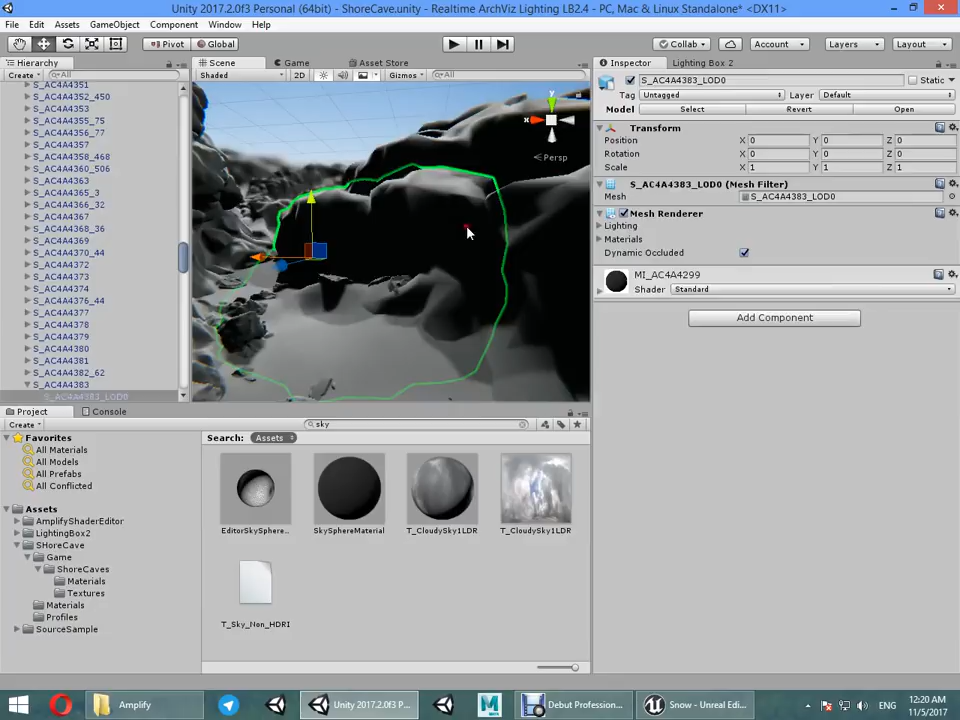 Unity 2017.2.0f3 Personal (64bit) - ShoreCave.unity - Realtime ArchViz Lighting LB2.4 - PC, Mac & Linux Standalone* <DX11>
File Edit Assets GameObject Component Window Help
Pivot Global Collab Account Layers Layout
Hierarchy Scene Game Asset Store Inspector Lighting Box 2
Create All Shaded 2D Gizmos All
S_AC4A4383_LOD0 Static
Tag Untagged Layer Default
Model Select Revert Open
Transform
Position X 0 Y 0 Z 0
Rotation X 0 Y 0 Z 0
Scale X 1 Y 1 Z 1
S_AC4A4383_LOD0 (Mesh Filter)
Mesh S_AC4A4383_LOD0
Mesh Renderer
Lighting
Materials
Dynamic Occluded
MI_AC4A4299
Shader Standard
Add Component
y
x
Persp
S_AC4A4351
S_AC4A4352_450
S_AC4A4353
S_AC4A4355_75
S_AC4A4356_77
S_AC4A4357
S_AC4A4358_468
S_AC4A4360_506
S_AC4A4363
S_AC4A4365_3
S_AC4A4366_32
S_AC4A4367
S_AC4A4368_36
S_AC4A4369
S_AC4A4370_44
S_AC4A4372
S_AC4A4373
S_AC4A4374
S_AC4A4376_44
S_AC4A4377
S_AC4A4378
S_AC4A4379
S_AC4A4380
S_AC4A4381
S_AC4A4382_62
S_AC4A4383
S_AC4A4383_LOD0
Project Console
Create sky
Favorites
All Materials
All Models
All Prefabs
All Conflicted
Assets
AmplifyShaderEditor
LightingBox2
SHoreCave
Game
ShoreCaves
Materials
Textures
Materials
Profiles
SourceSample
Search: Assets
EditorSkySphere...
SkySphereMaterial
T_CloudySky1LDR
T_CloudySky1LDR
T_Sky_Non_HDRI
Amplify
Unity 2017.2.0f3 P...
Debut Profession...
Snow - Unreal Edi...
ENG
12:20 AM
11/5/2017